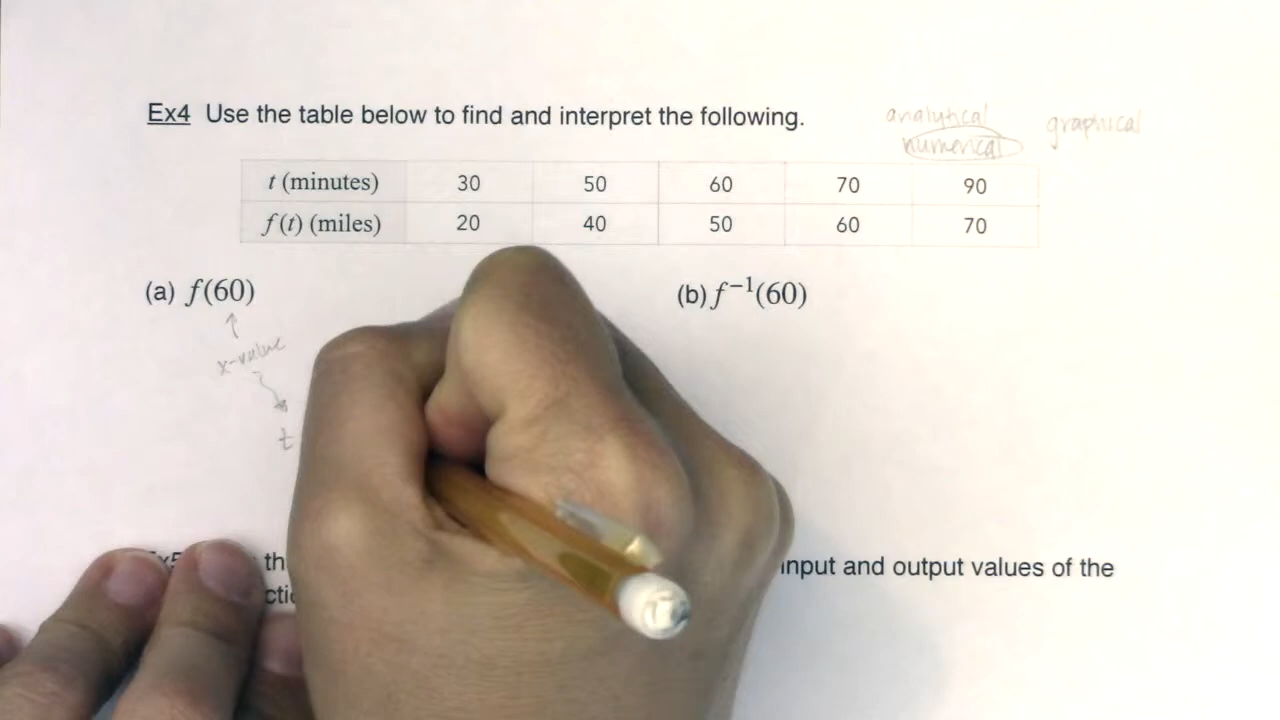 Ex4 Use the table below to find and interpret the following.
analytical
numerical
graphical
t (minutes) 30 50 60 70 90
f(t) (miles) 20 40 50 60 70
(a) f(60)
(b) f⁻¹(60)
x-value
t
input and output values of the